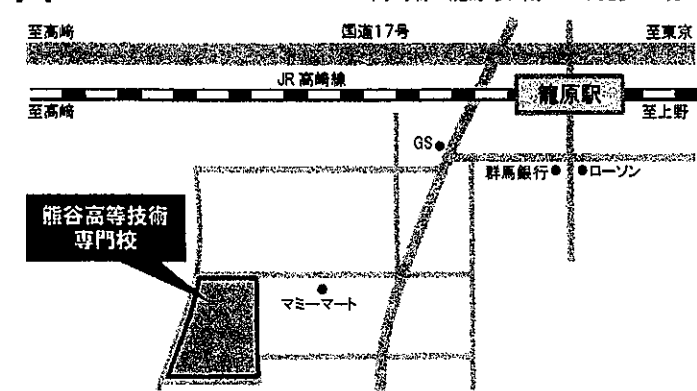 至高崎
国道17号
至東京
JR高崎線
籠原駅
至高崎
至上野
GS
群馬銀行
ローソン
熊谷高等技術
専門校
マミーマート